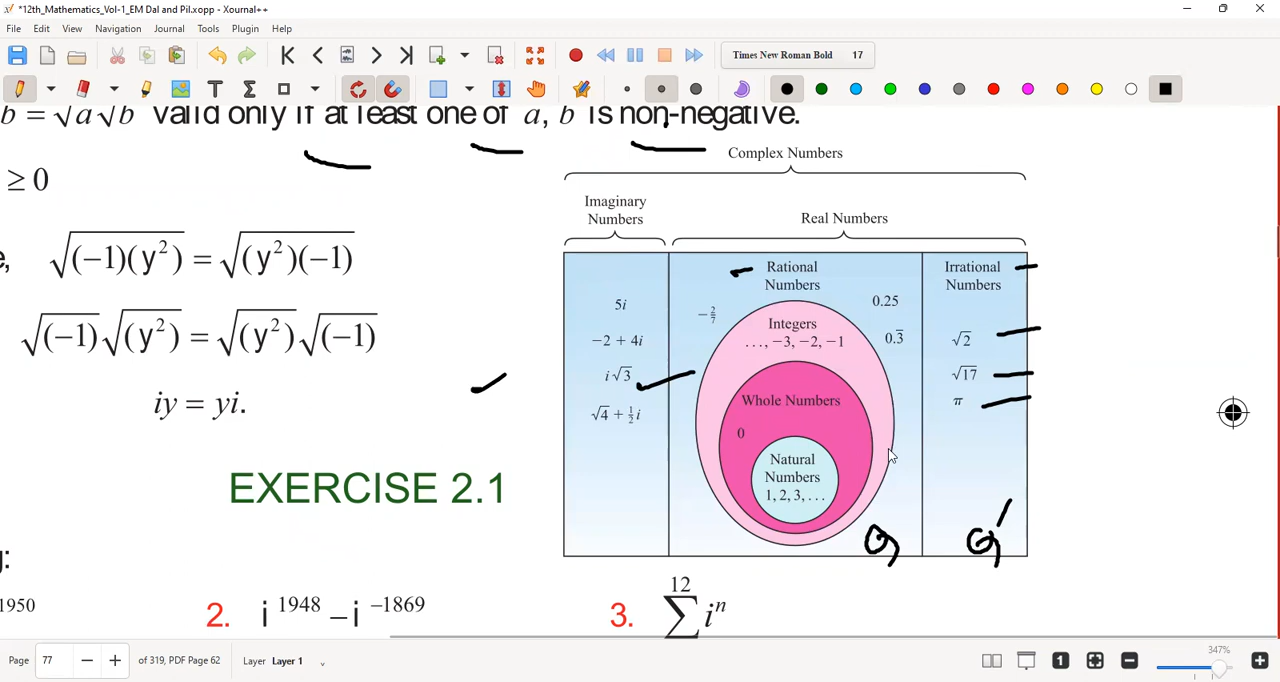 *12th_Mathematics_Vol-1_EM Dal and Pil.xopp - Xournal++
File Edit View Navigation Journal Tools Plugin Help
Times New Roman Bold 17
b = √a √b valid only if at least one of a, b is non-negative.
≥ 0
e, √(−1)(y²) = √(y²)(−1)
√(−1)√(y²) = √(y²)√(−1)
iy = yi.
Complex Numbers
Imaginary
Numbers
Real Numbers
5i
−2 + 4i
i√3
√4 + ½i
Rational
Numbers
−2/7
0.25
0.3̅
Integers
…, −3, −2, −1
Whole Numbers
0
Natural
Numbers
1, 2, 3, …
Irrational
Numbers
√2
√17
π
Q Q'
EXERCISE 2.1
g:
1950
2. i 1948 – i −1869
3. 12 ∑ iⁿ
Page 77 of 319, PDF Page 62 Layer Layer 1
1
347%